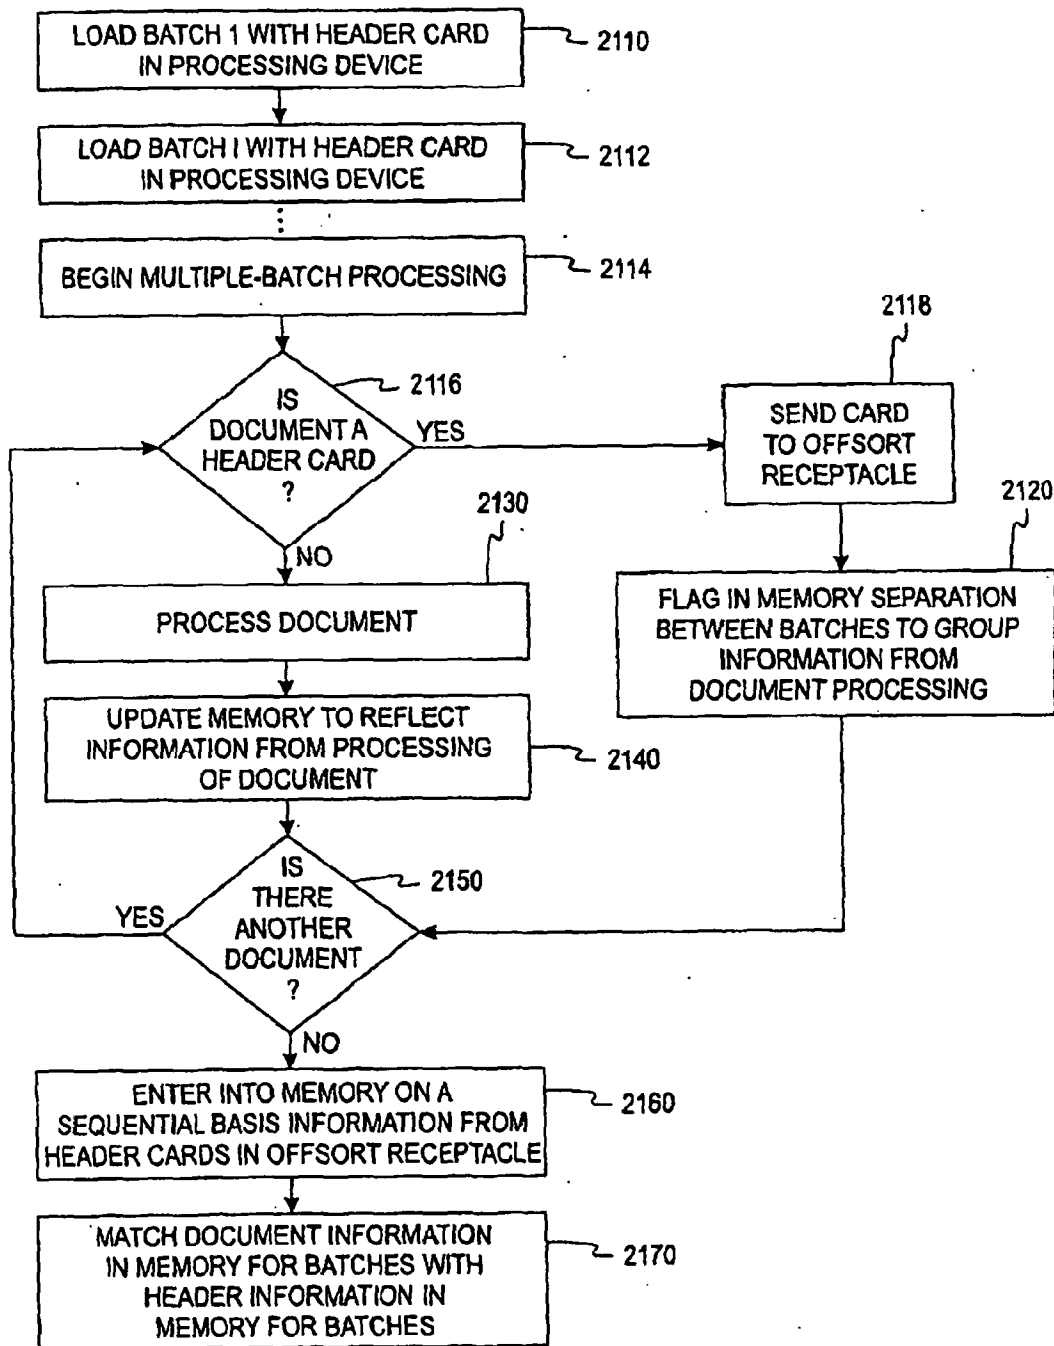 LOAD BATCH 1 WITH HEADER CARD
IN PROCESSING DEVICE
2110
LOAD BATCH I WITH HEADER CARD
IN PROCESSING DEVICE
2112
BEGIN MULTIPLE-BATCH PROCESSING
2114
IS
DOCUMENT A
HEADER CARD
?
2116
YES
NO
2118
SEND CARD
TO OFFSORT
RECEPTACLE
2120
FLAG IN MEMORY SEPARATION
BETWEEN BATCHES TO GROUP
INFORMATION FROM
DOCUMENT PROCESSING
2130
PROCESS DOCUMENT
UPDATE MEMORY TO REFLECT
INFORMATION FROM PROCESSING
OF DOCUMENT
2140
IS
THERE
ANOTHER
DOCUMENT
?
2150
YES
NO
ENTER INTO MEMORY ON A
SEQUENTIAL BASIS INFORMATION FROM
HEADER CARDS IN OFFSORT RECEPTACLE
2160
MATCH DOCUMENT INFORMATION
IN MEMORY FOR BATCHES WITH
HEADER INFORMATION IN
MEMORY FOR BATCHES
2170